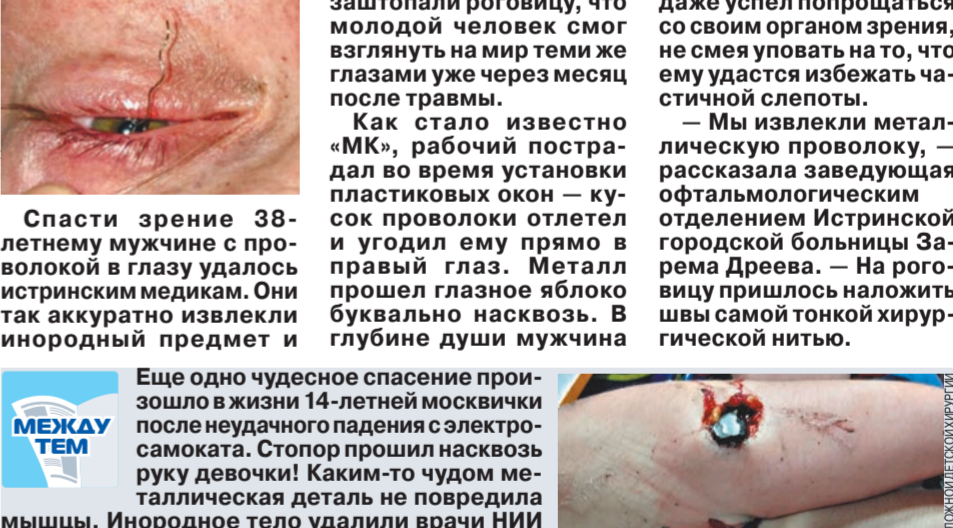 Спасти зрение 38-
летнему мужчине с про-
волокой в глазу удалось
истринским медикам. Они
так аккуратно извлекли
инородный предмет и
заштопали роговицу, что
молодой человек смог
взглянуть на мир теми же
глазами уже через месяц
после травмы.
Как стало известно
«МК», рабочий постра-
дал во время установки
пластиковых окон — ку-
сок проволоки отлетел
и угодил ему прямо в
правый глаз. Металл
прошел глазное яблоко
буквально насквозь. В
глубине души мужчина
даже успел попрощаться
со своим органом зрения,
не смея уповать на то, что
ему удастся избежать ча-
стичной слепоты.
— Мы извлекли метал-
лическую проволоку, —
рассказала заведующая
офтальмологическим
отделением Истринской
городской больницы За-
рема Дреева. — На рого-
вицу пришлось наложить
швы самой тонкой хирур-
гической нитью.
МЕЖДУ
ТЕМ
Еще одно чудесное спасение прои-
зошло в жизни 14-летней москвички
после неудачного падения с электро-
самоката. Стопор прошил насквозь
руку девочки! Каким-то чудом ме-
таллическая деталь не повредила
мышцы. Инородное тело удалили врачи НИИ
ДЕТСКОЙ ХИРУРГИИ